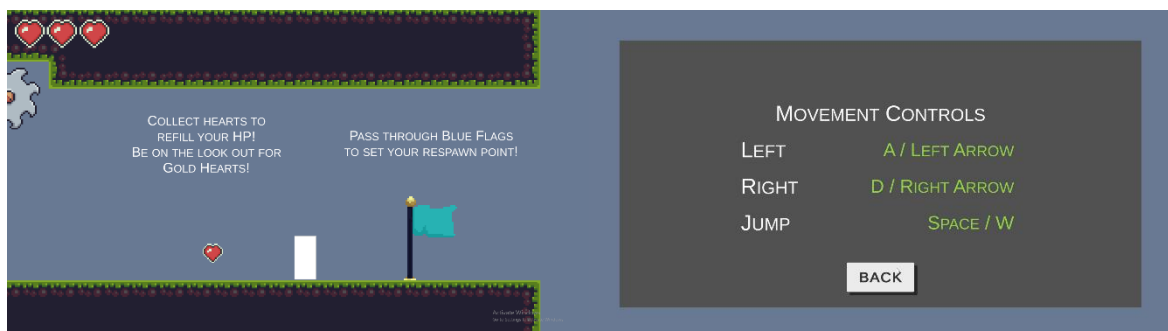 Collect hearts to
refill your HP!
Be on the look out for
Gold Hearts!
Pass through Blue Flags
to set your respawn point!
Movement Controls
Left A / Left Arrow
Right D / Right Arrow
Jump Space / W
BACK